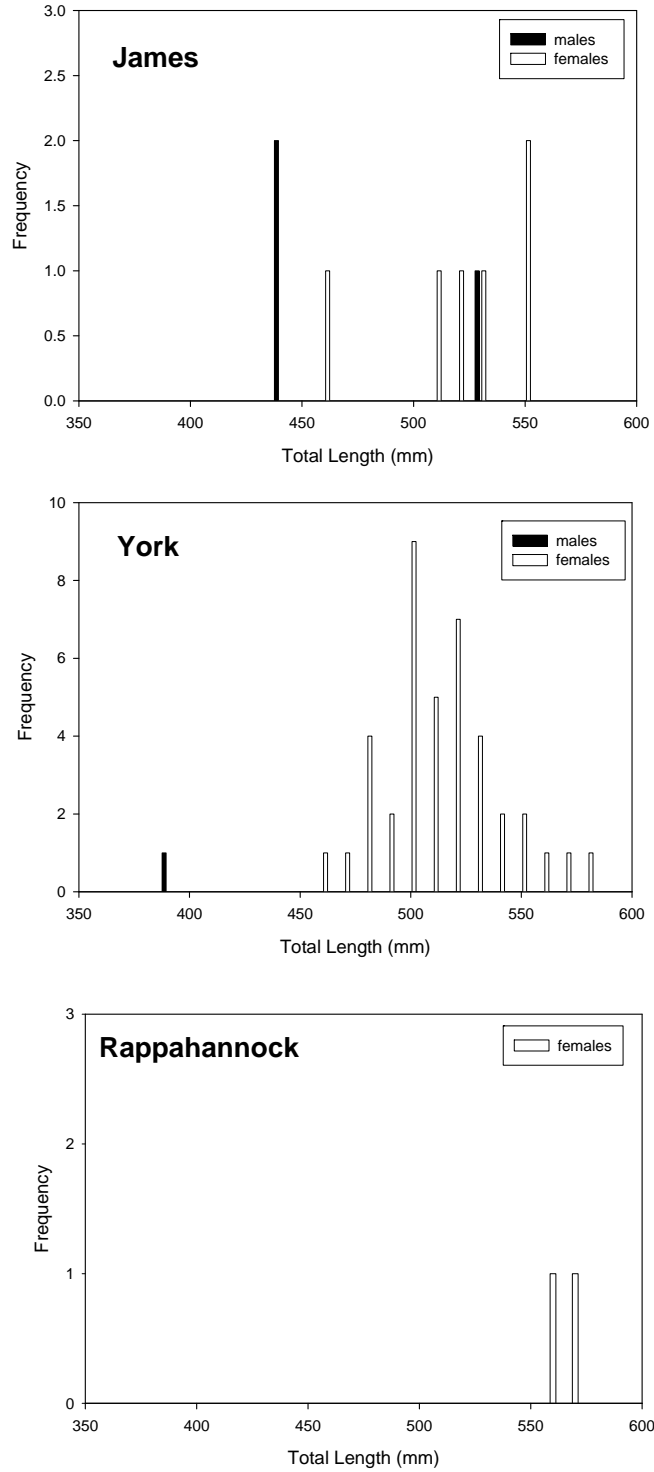 James
males
females
3.0
2.5
2.0
1.5
1.0
0.5
0.0
Frequency
350 400 450 500 550 600
Total Length (mm)
York
males
females
10
8
6
4
2
0
Frequency
350 400 450 500 550 600
Total Length (mm)
Rappahannock
females
3
2
1
0
Frequency
350 400 450 500 550 600
Total Length (mm)